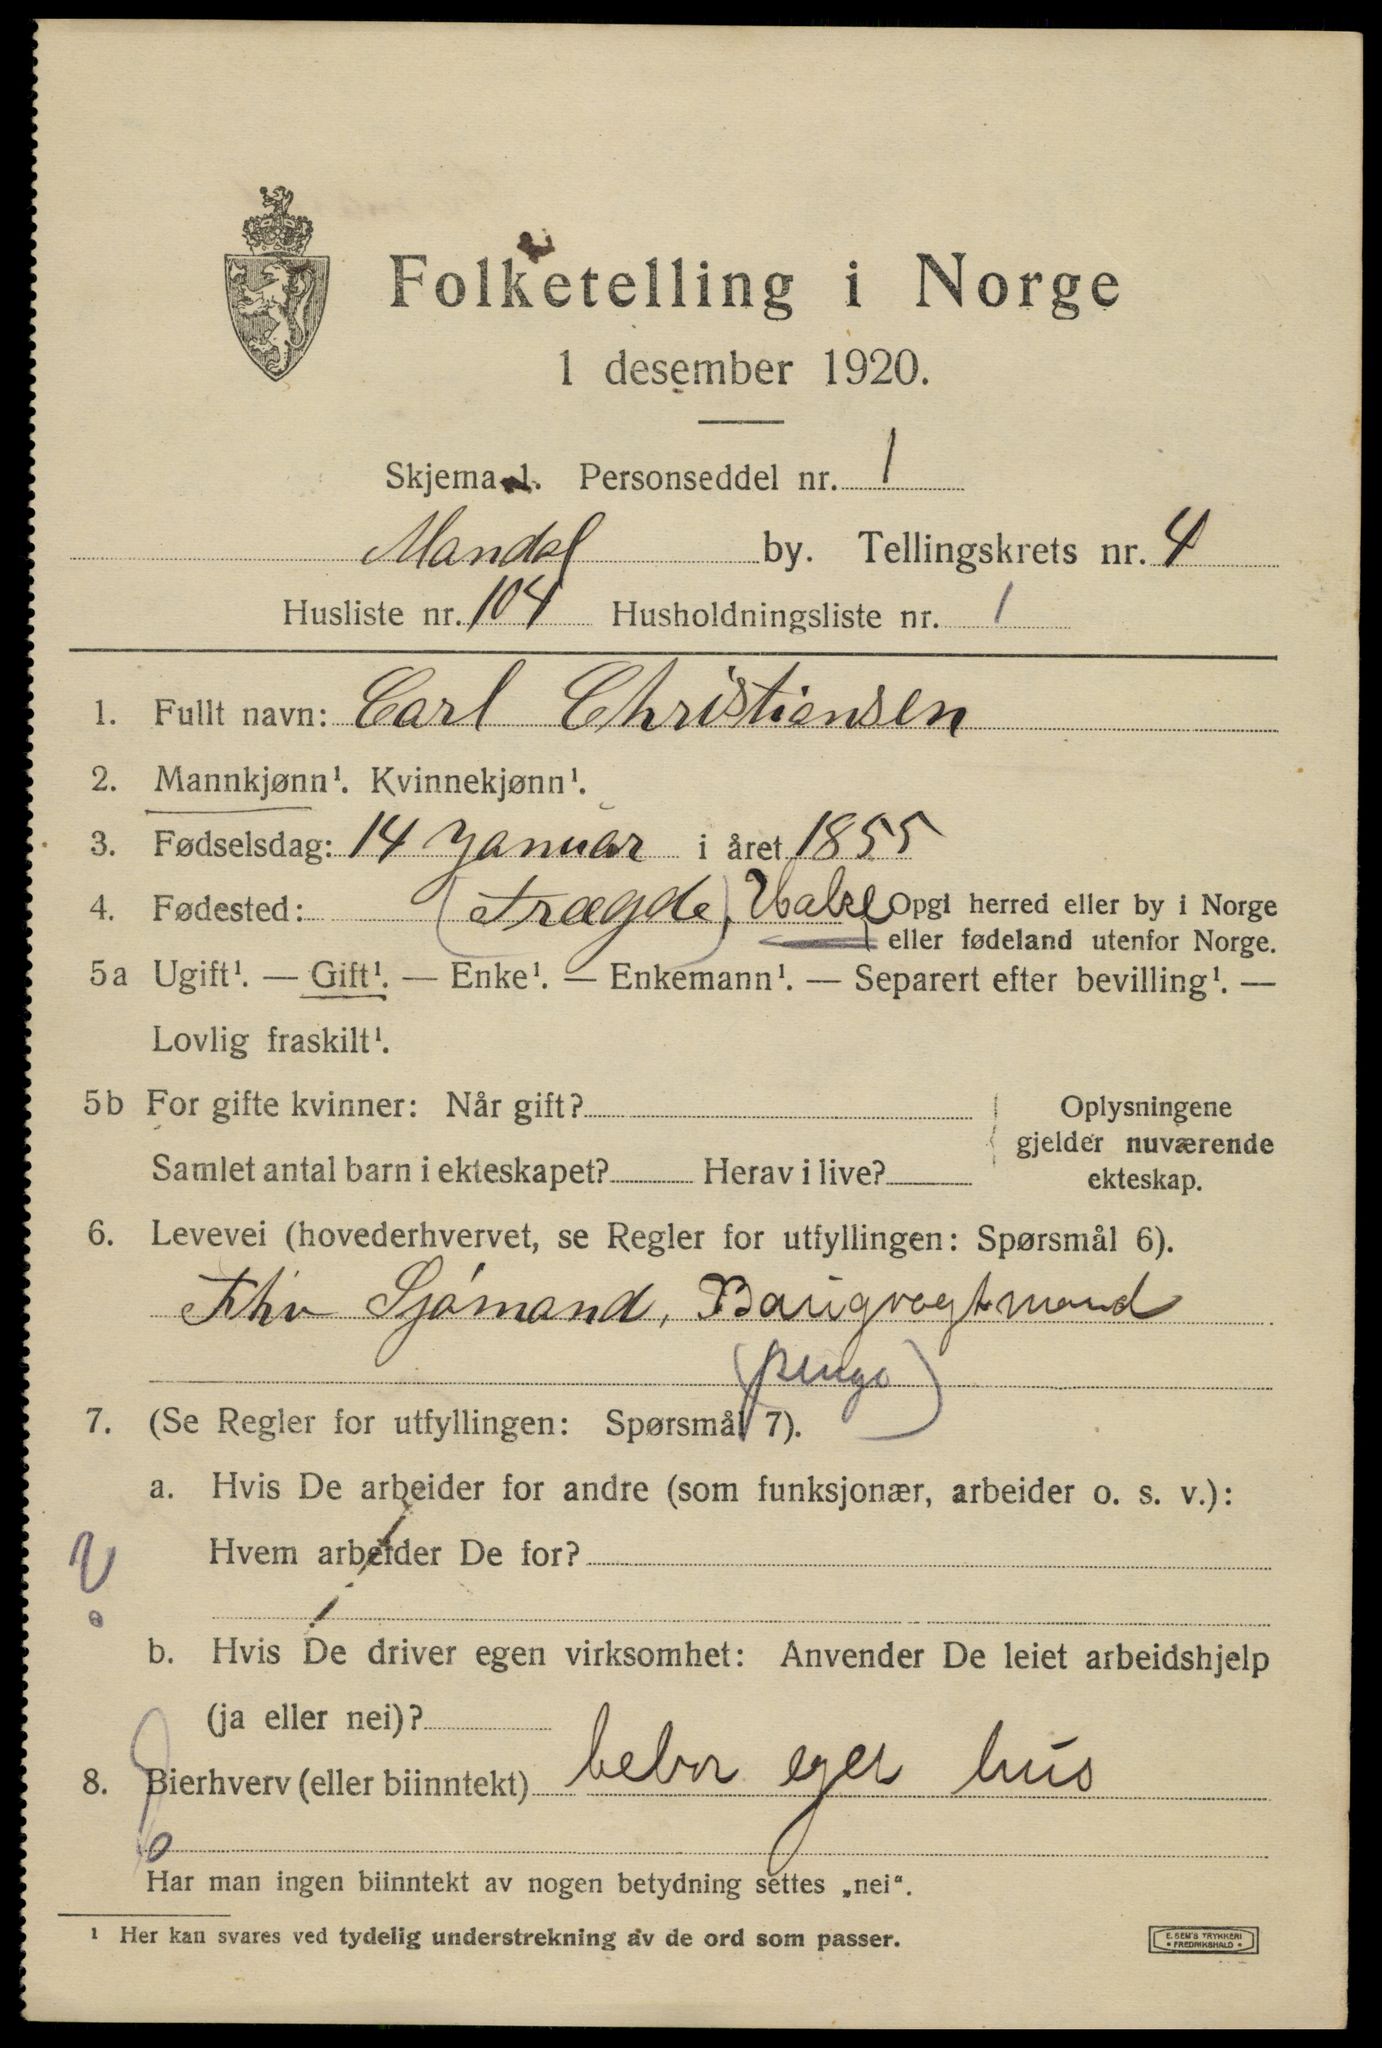 Folketelling i Norge
1 desember 1920.
Skjema 1. Personseddel nr. 1
Mandal by. Tellingskrets nr. 4
Husliste nr. 104 Husholdningsliste nr. 1
1. Fullt navn: Carl Christiansen
2. Mannkjønn¹. Kvinnekjønn¹.
3. Fødselsdag: 14 Januar i året 1855
4. Fødested: (Trægde), Halse Opgi herred eller by i Norge
eller fødeland utenfor Norge.
5a Ugift¹. — Gift¹. — Enke¹. — Enkemann¹. — Separert efter bevilling¹. —
Lovlig fraskilt¹.
5b For gifte kvinner: Når gift? Oplysningene
gjelder nuværende
Samlet antal barn i ekteskapet? Herav i live? ekteskap.
6. Levevei (hovederhvervet, se Regler for utfyllingen: Spørsmål 6).
Fhv Sjómand,
7. (Se Regler for utfyllingen: Spørsmål 7).
a. Hvis De arbeider for andre (som funksjonær, arbeider o. s. v.):
? Hvem arbeider De for?
b. Hvis De driver egen virksomhet: Anvender De leiet arbeidshjelp
(ja eller nei)?
8. Bierhverv (eller biinntekt) bebor eget hus
Har man ingen biinntekt av nogen betydning settes „nei“.
¹ Her kan svares ved tydelig understrekning av de ord som passer.
E. SEM'S TRYKKERI
• FREDRIKSHALD •